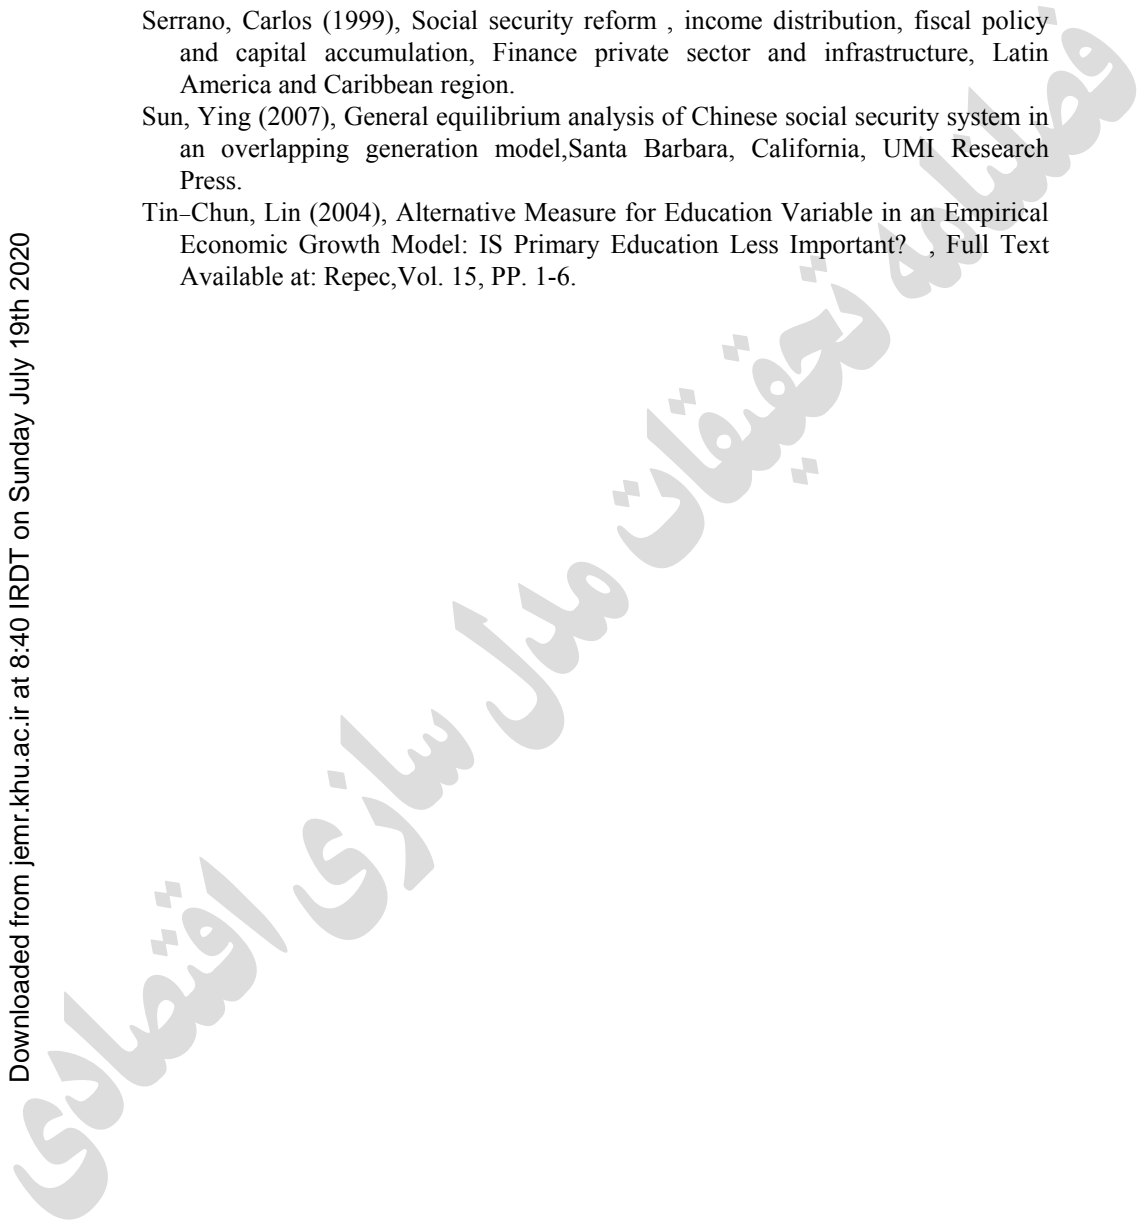 Serrano, Carlos (1999), Social security reform , income distribution, fiscal policy
and capital accumulation, Finance private sector and infrastructure, Latin
America and Caribbean region.
Sun, Ying (2007), General equilibrium analysis of Chinese social security system in
an overlapping generation model,Santa Barbara, California, UMI Research
Press.
Tin–Chun, Lin (2004), Alternative Measure for Education Variable in an Empirical
Economic Growth Model: IS Primary Education Less Important? , Full Text
Available at: Repec,Vol. 15, PP. 1-6.
Downloaded from jemr.khu.ac.ir at 8:40 IRDT on Sunday July 19th 2020
فصلنامه تحقیقات مدل سازی اقتصادی